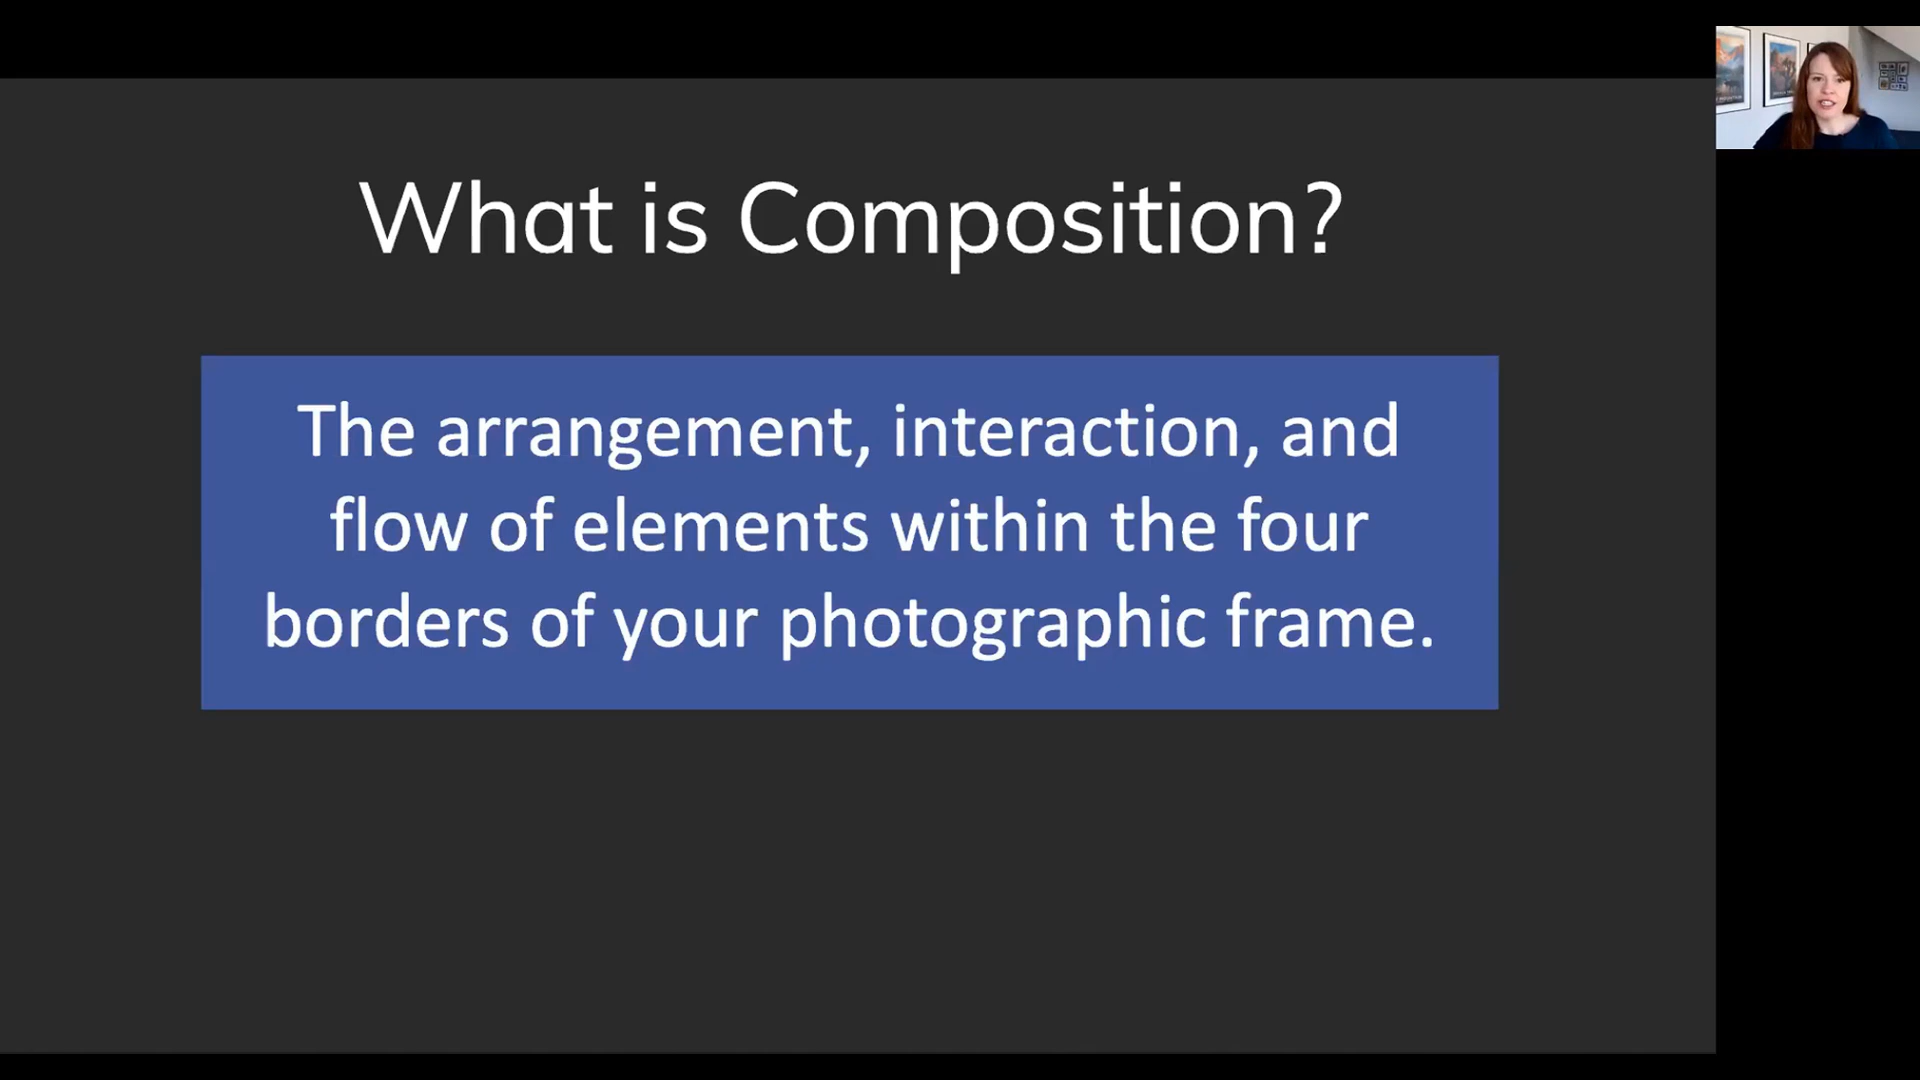 What is Composition?
The arrangement, interaction, and
flow of elements within the four
borders of your photographic frame.